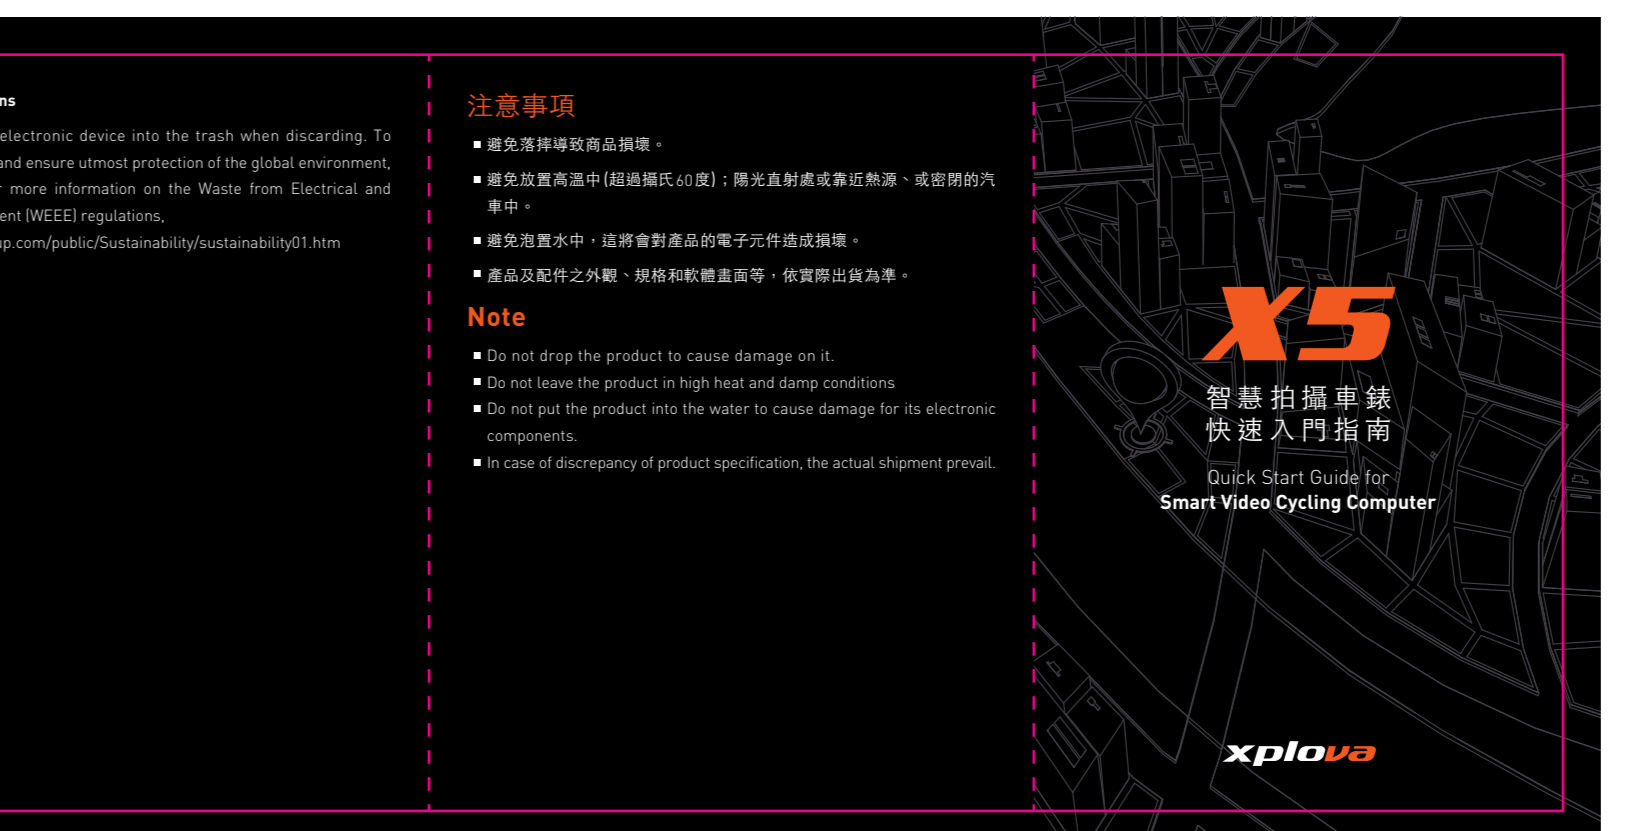 ns
electronic device into the trash when discarding. To
and ensure utmost protection of the global environment,
more information on the Waste from Electrical and
ent (WEEE) regulations,
up.com/public/Sustainability/sustainability01.htm
注意事項
■ 避免落摔導致商品損壞。
■ 避免放置高溫中(超過攝氏60度)；陽光直射處或靠近熱源、或密閉的汽
車中。
■ 避免泡置水中，這將會對產品的電子元件造成損壞。
■ 產品及配件之外觀、規格和軟體畫面等，依實際出貨為準。
Note
■ Do not drop the product to cause damage on it.
■ Do not leave the product in high heat and damp conditions
■ Do not put the product into the water to cause damage for its electronic
components.
■ In case of discrepancy of product specification, the actual shipment prevail.
X5
智慧拍攝車錶
快速入門指南
Quick Start Guide for
Smart Video Cycling Computer
xplova